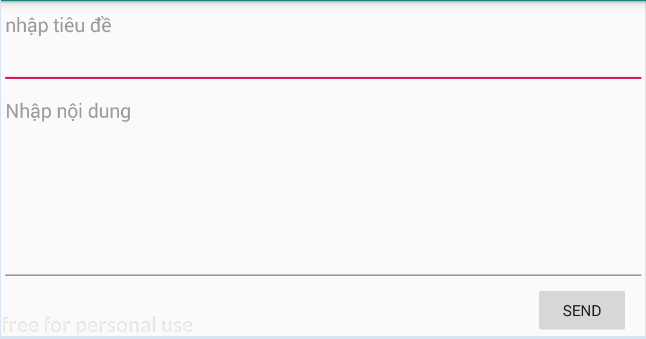 nhập tiêu đề
Nhập nội dung
SEND
free for personal use